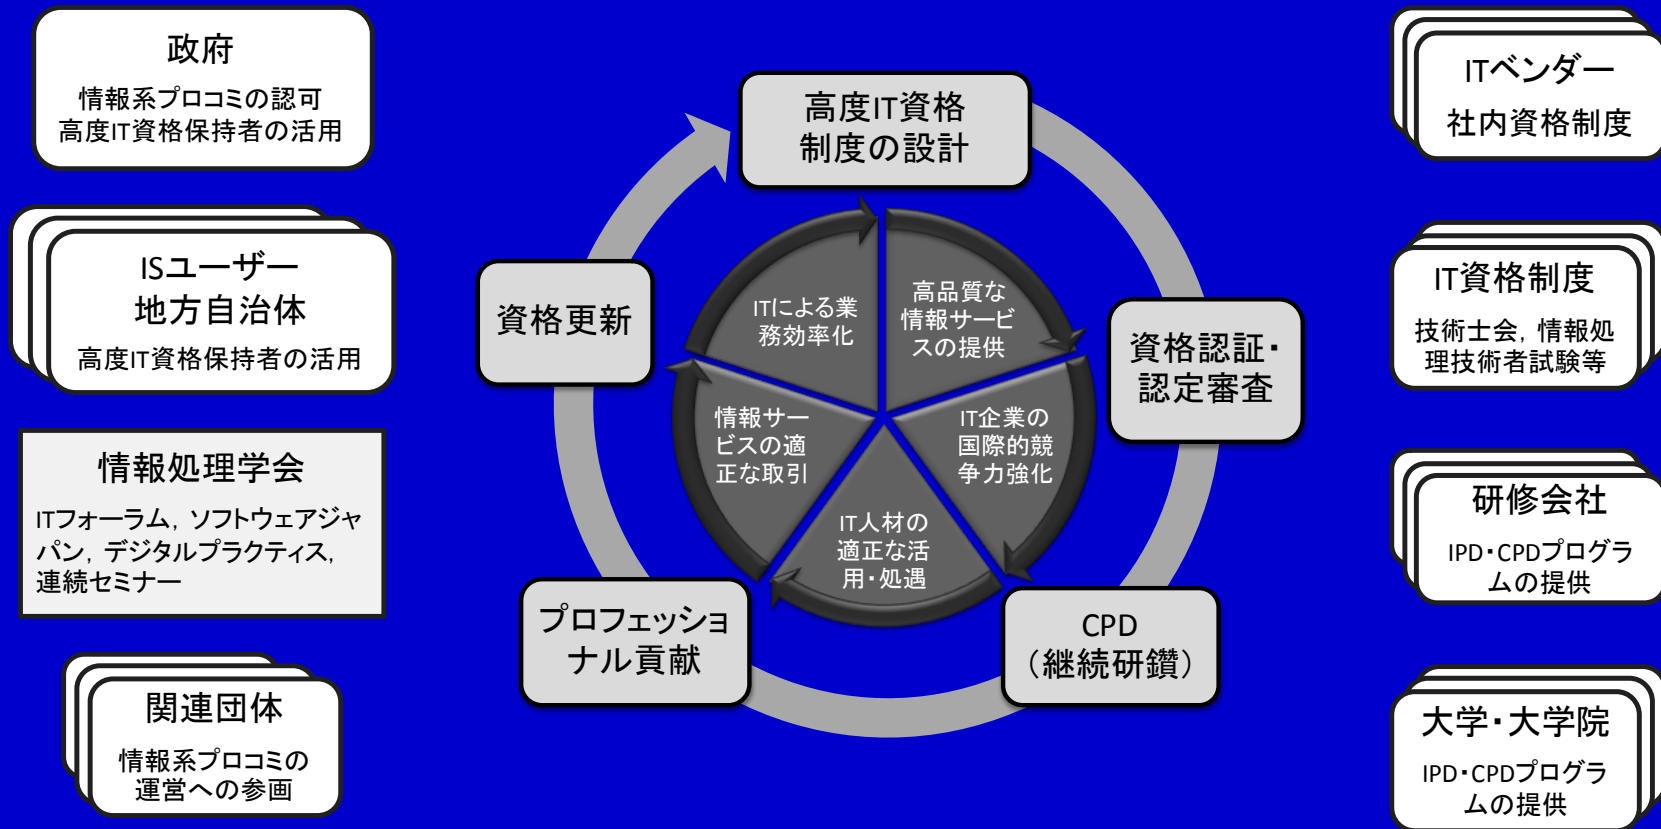 政府
情報系プロコミの認可
高度IT資格保持者の活用
ISユーザー
地方自治体
高度IT資格保持者の活用
情報処理学会
ITフォーラム, ソフトウェアジャ
パン, デジタルプラクティス,
連続セミナー
関連団体
情報系プロコミの
運営への参画
高度IT資格
制度の設計
資格認証・
認定審査
CPD
（継続研鑽）
プロフェッショ
ナル貢献
資格更新
高品質な
情報サービ
スの提供
IT企業の
国際的競
争力強化
IT人材の
適正な活
用・処遇
情報サー
ビスの適
正な取引
ITによる業
務効率化
ITベンダー
社内資格制度
IT資格制度
技術士会, 情報処
理技術者試験等
研修会社
IPD・CPDプログラ
ムの提供
大学・大学院
IPD・CPDプログラ
ムの提供